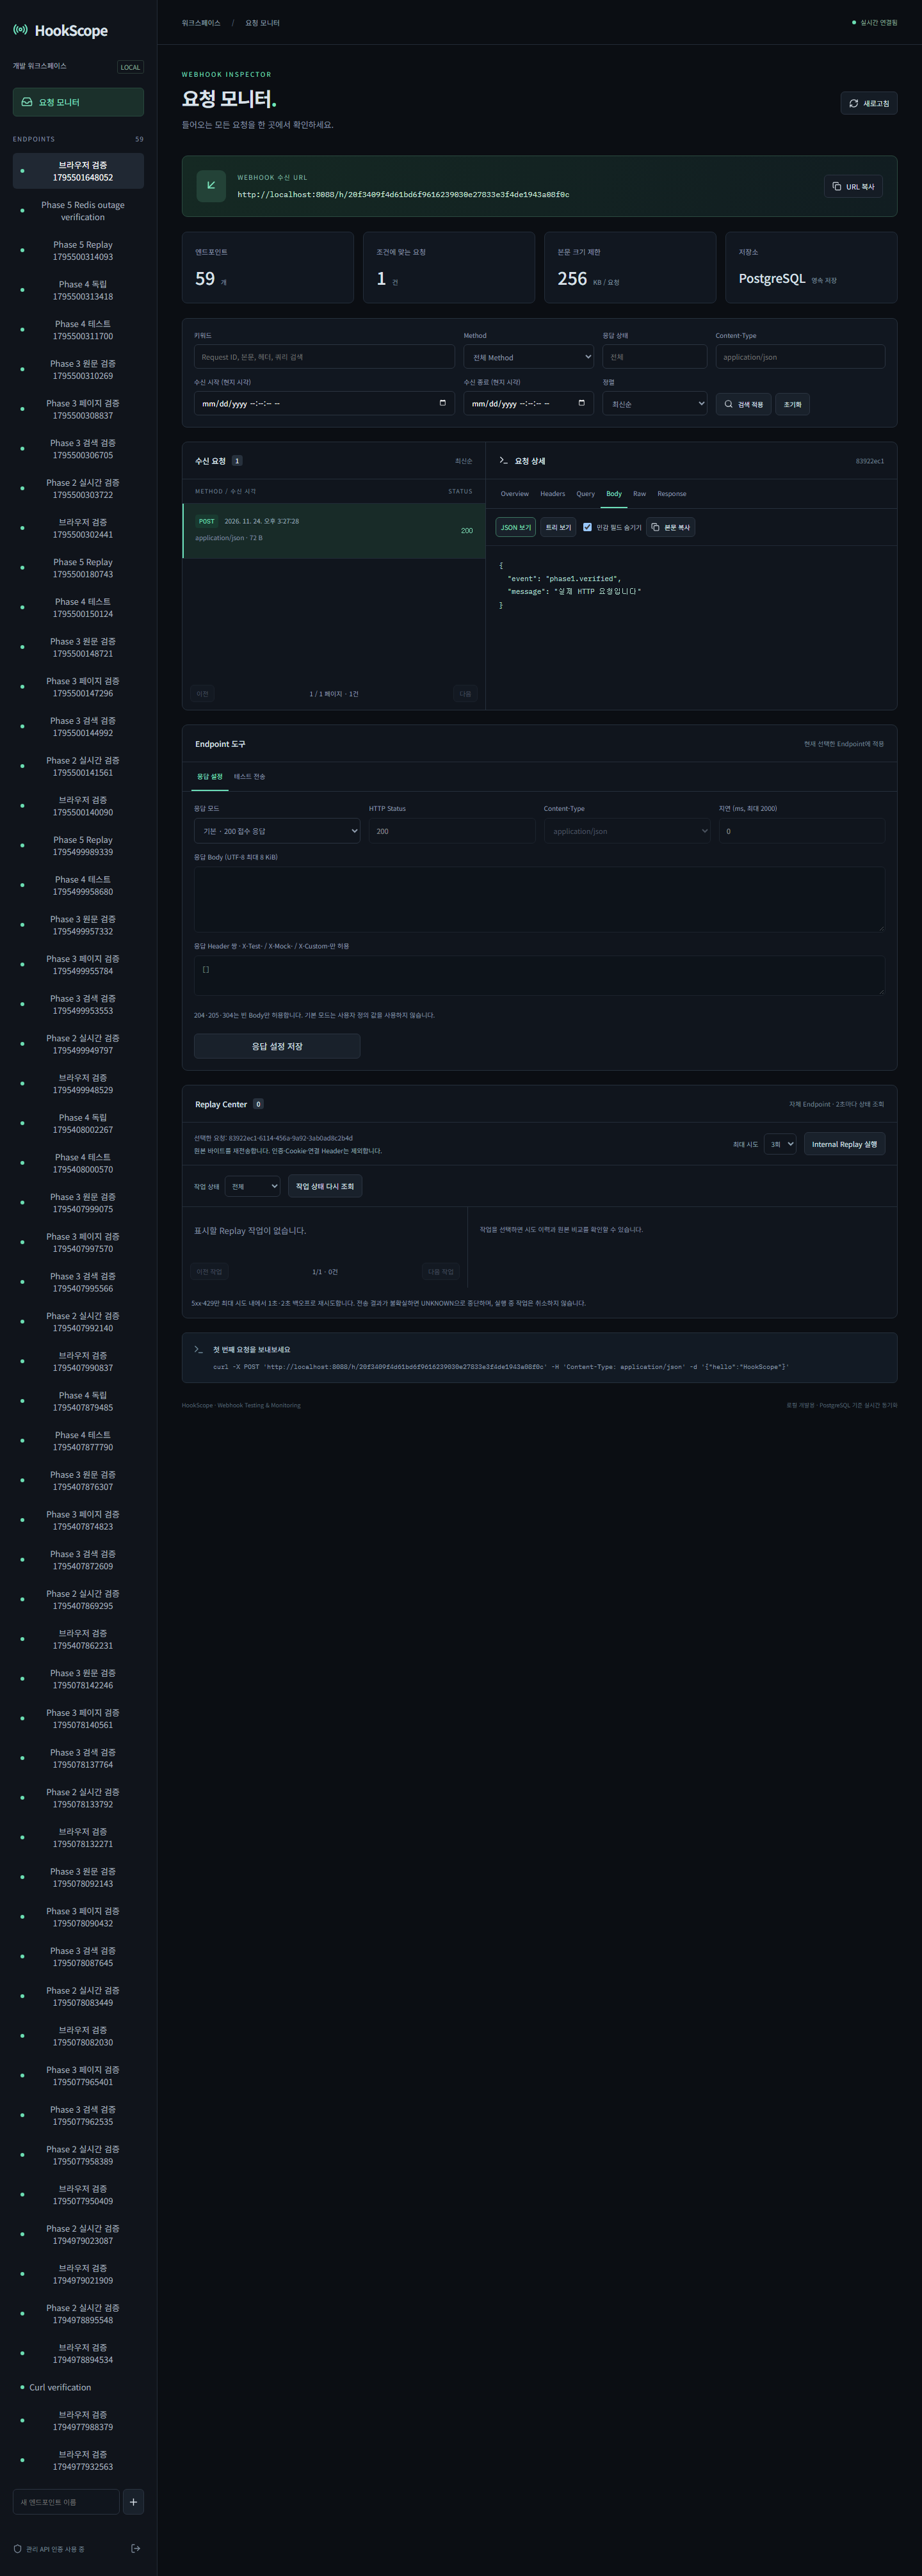 HookScope
개발 워크스페이스
LOCAL
요청 모니터
ENDPOINTS 59
브라우저 검증
1795501648052
Phase 5 Redis outage
verification
Phase 5 Replay
1795500314093
Phase 4 독립
1795500313418
Phase 4 테스트
1795500311700
Phase 3 원문 검증
1795500310269
Phase 3 페이지 검증
1795500308837
Phase 3 검색 검증
1795500306705
Phase 2 실시간 검증
1795500303722
브라우저 검증
1795500302441
Phase 5 Replay
1795500180743
Phase 4 테스트
1795500150124
Phase 3 원문 검증
1795500148721
Phase 3 페이지 검증
1795500147296
Phase 3 검색 검증
1795500144992
Phase 2 실시간 검증
1795500141561
브라우저 검증
1795500140090
Phase 5 Replay
1795499989339
Phase 4 테스트
1795499958680
Phase 3 원문 검증
1795499957332
Phase 3 페이지 검증
1795499955784
Phase 3 검색 검증
1795499953553
Phase 2 실시간 검증
1795499949797
브라우저 검증
1795499948529
Phase 4 독립
1795408002267
Phase 4 테스트
1795408000570
Phase 3 원문 검증
1795407999075
Phase 3 페이지 검증
1795407997570
Phase 3 검색 검증
1795407995566
Phase 2 실시간 검증
1795407992140
브라우저 검증
1795407990837
Phase 4 독립
1795407879485
Phase 4 테스트
1795407877790
Phase 3 원문 검증
1795407876307
Phase 3 페이지 검증
1795407874823
Phase 3 검색 검증
1795407872609
Phase 2 실시간 검증
1795407869295
브라우저 검증
1795407862231
Phase 3 원문 검증
1795078142246
Phase 3 페이지 검증
1795078140561
Phase 3 검색 검증
1795078137764
Phase 2 실시간 검증
1795078133792
브라우저 검증
1795078132271
Phase 3 원문 검증
1795078092143
Phase 3 페이지 검증
1795078090432
Phase 3 검색 검증
1795078087645
Phase 2 실시간 검증
1795078083449
브라우저 검증
1795078082030
Phase 3 페이지 검증
1795077965401
Phase 3 검색 검증
1795077962535
Phase 2 실시간 검증
1795077958389
브라우저 검증
1795077950409
Phase 2 실시간 검증
1794979023087
브라우저 검증
1794979021909
Phase 2 실시간 검증
1794978895548
브라우저 검증
1794978894534
Curl verification
브라우저 검증
1794977988379
브라우저 검증
1794977932563
새 엔드포인트 이름
관리 API 인증 사용 중
워크스페이스 / 요청 모니터
실시간 연결됨
WEBHOOK INSPECTOR
요청 모니터.
들어오는 모든 요청을 한 곳에서 확인하세요.
새로고침
WEBHOOK 수신 URL
http://localhost:8088/h/20f3409f4d61bd6f9616239030e27833e3f4de1943a08f0c
URL 복사
엔드포인트
59 개
조건에 맞는 요청
1 건
본문 크기 제한
256 KB / 요청
저장소
PostgreSQL 영속 저장
키워드
Request ID, 본문, 헤더, 쿼리 검색
Method
전체 Method
응답 상태
전체
Content-Type
application/json
수신 시작 (현지 시각)
mm/dd/yyyy --:--:-- --
수신 종료 (현지 시각)
mm/dd/yyyy --:--:-- --
정렬
최신순
검색 적용
초기화
수신 요청 1
최신순
METHOD / 수신 시각 STATUS
POST 2026. 11. 24. 오후 3:27:28
application/json · 72 B
200
이전
1 / 1 페이지 · 1건
다음
요청 상세
83922ec1
Overview Headers Query Body Raw Response
JSON 보기 트리 보기 민감 필드 숨기기 본문 복사
{
"event": "phase1.verified",
"message": "실제 HTTP 요청입니다"
}
Endpoint 도구
현재 선택한 Endpoint에 적용
응답 설정 테스트 전송
응답 모드
기본 · 200 접수 응답
HTTP Status
200
Content-Type
application/json
지연 (ms, 최대 2000)
0
응답 Body (UTF-8 최대 8 KiB)
응답 Header 쌍 · X-Test- / X-Mock- / X-Custom-만 허용
[]
204·205·304는 빈 Body만 허용합니다. 기본 모드는 사용자 정의 값을 사용하지 않습니다.
응답 설정 저장
Replay Center 0
자체 Endpoint · 2초마다 상태 조회
선택한 요청: 83922ec1-6114-456a-9a92-3ab0ad8c2b4d
원본 바이트를 재전송합니다. 인증·Cookie·연결 Header는 제외합니다.
최대 시도 3회
Internal Replay 실행
작업 상태 전체
작업 상태 다시 조회
표시할 Replay 작업이 없습니다.
이전 작업
1/1 · 0건
다음 작업
작업을 선택하면 시도 이력과 원본 비교를 확인할 수 있습니다.
5xx·429만 최대 시도 내에서 1초·2초 백오프로 재시도합니다. 전송 결과가 불확실하면 UNKNOWN으로 중단하며, 실행 중 작업은 취소하지 않습니다.
첫 번째 요청을 보내보세요
curl -X POST 'http://localhost:8088/h/20f3409f4d61bd6f9616239030e27833e3f4de1943a08f0c' -H 'Content-Type: application/json' -d '{"hello":"HookScope"}'
HookScope · Webhook Testing & Monitoring
로컬 개발용 · PostgreSQL 기준 실시간 동기화